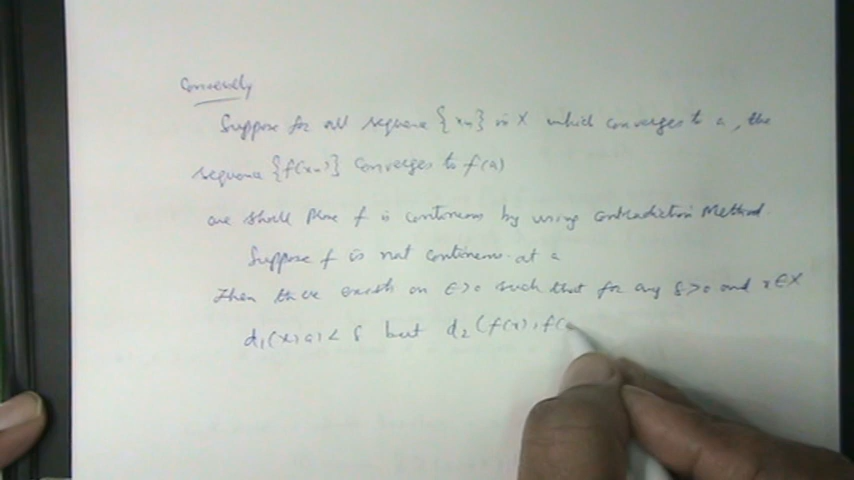 Conversely
Suppose for all sequence {xn} in X which converges to a, the
sequence {f(xn)} converges to f(a)
we should prove f is continuous by using contradiction Method.
Suppose f is not continuous at a
Then there exist an ϵ>0 such that for any δ>0 and x∈X
d₁(x,a) < δ but d₂(f(x), f(a